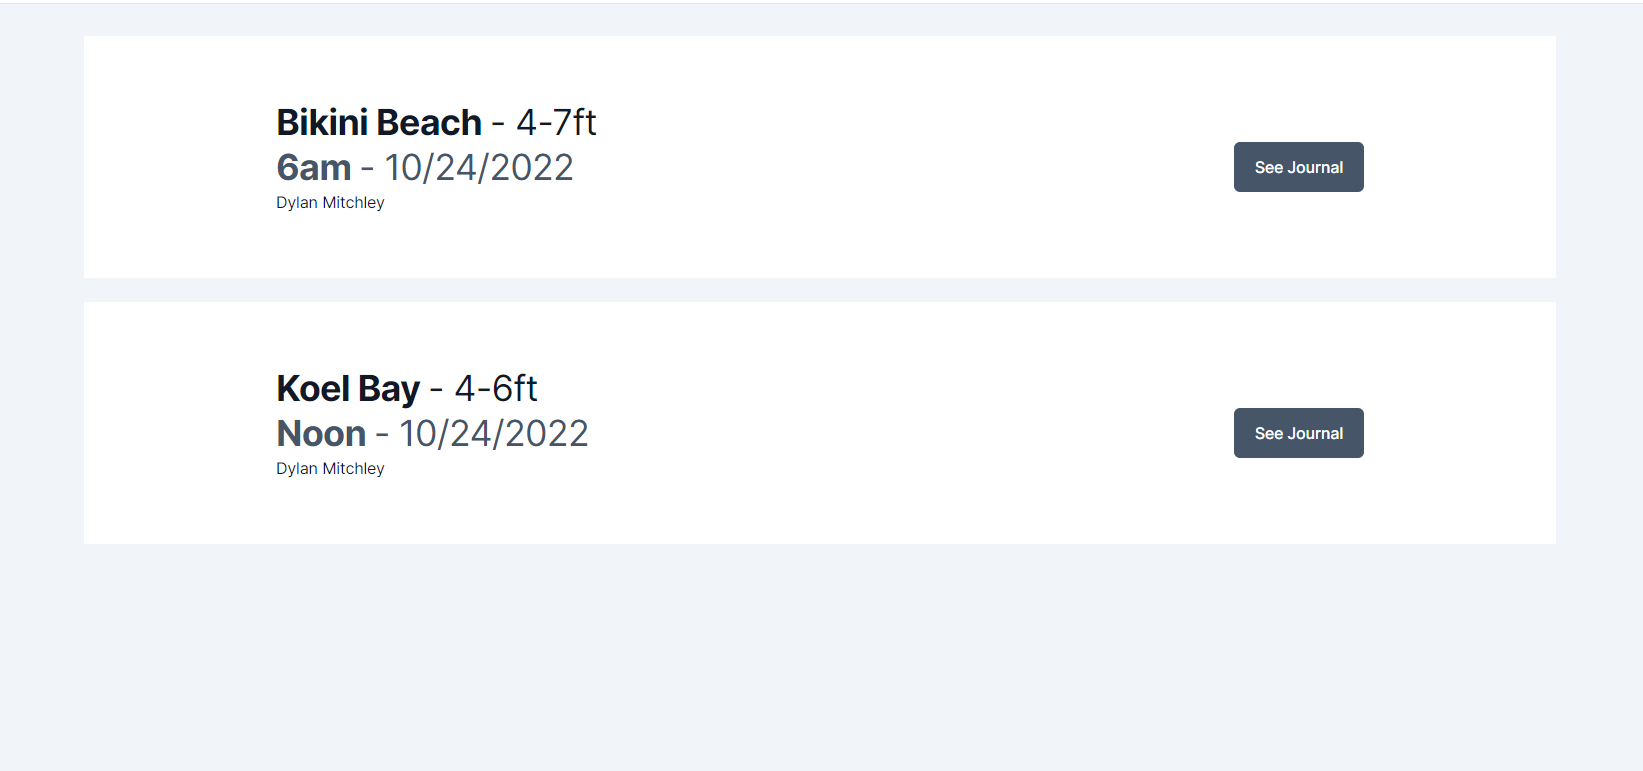 Bikini Beach - 4-7ft
6am - 10/24/2022
Dylan Mitchley
See Journal
Koel Bay - 4-6ft
Noon - 10/24/2022
Dylan Mitchley
See Journal